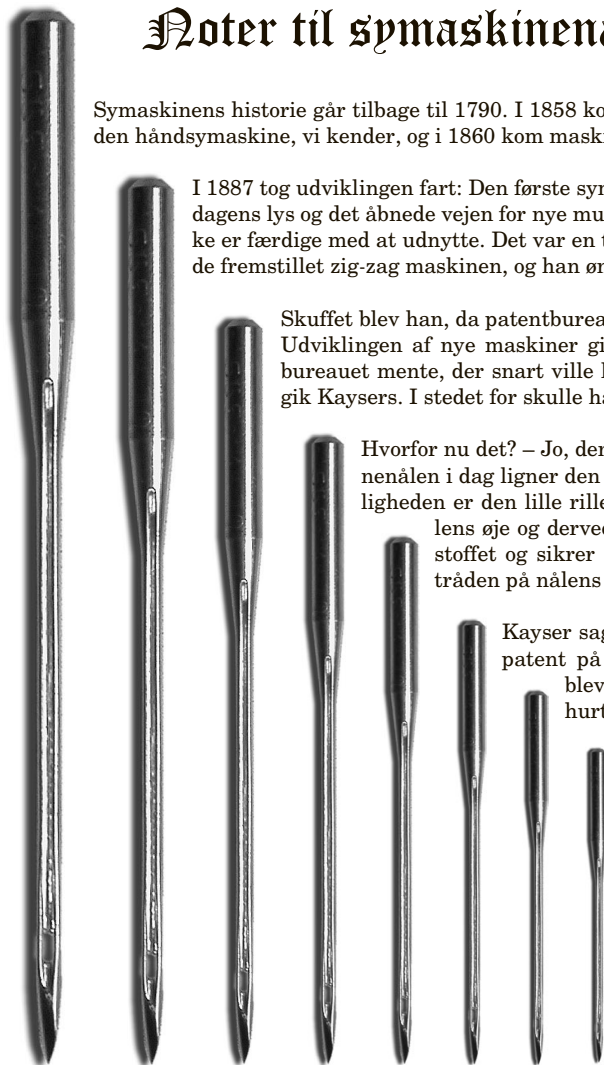 Noter til symaskinena
Symaskinens historie går tilbage til 1790. I 1858 ko
den håndsymaskine, vi kender, og i 1860 kom maski
I 1887 tog udviklingen fart: Den første sym
dagens lys og det åbnede vejen for nye mu
ke er færdige med at udnytte. Det var en t
de fremstillet zig-zag maskinen, og han øn
Skuffet blev han, da patentburea
Udviklingen af nye maskiner gi
bureauet mente, der snart ville
gik Kaysers. I stedet for skulle ha
Hvorfor nu det? – Jo, den
nenålen i dag ligner den
ligheden er den lille rille
lens øje og derved
stoffet og sikrer
tråden på nålens
Kayser sag
patent på
blev
hurt